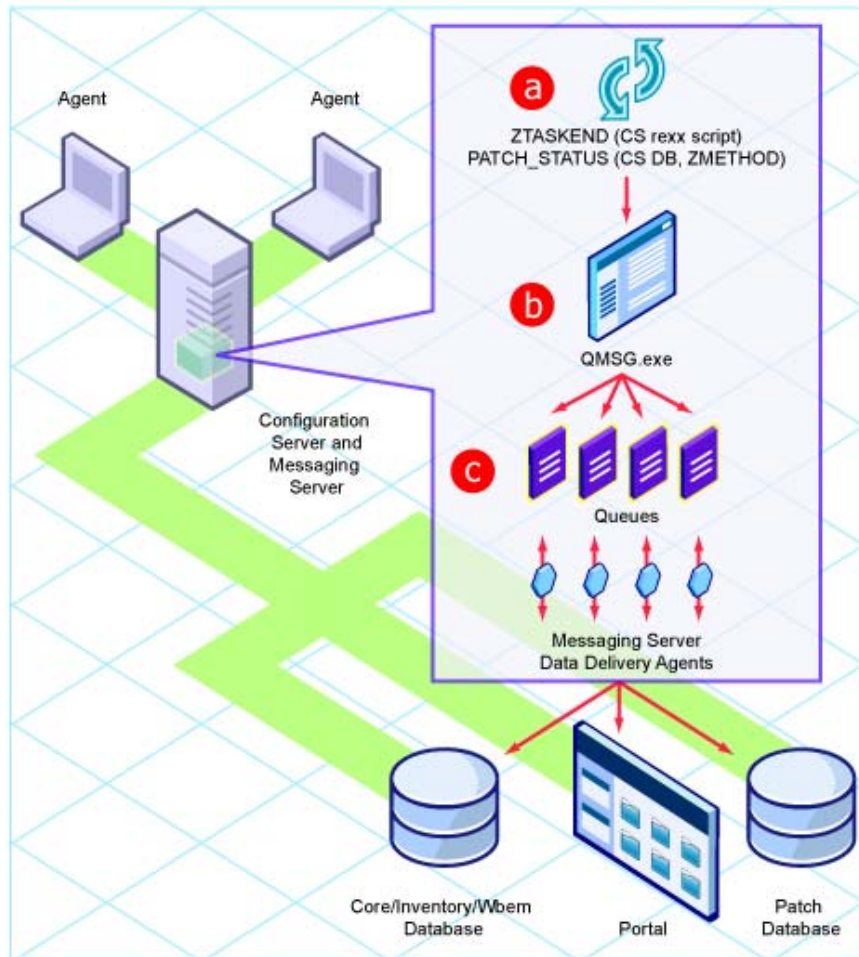 Agent
Agent
a
ZTASKEND (CS rexx script)
PATCH_STATUS (CS DB, ZMETHOD)
b
QMSG.exe
Configuration
Server and
Messaging
Server
c
Queues
Messaging Server
Data Delivery Agents
Core/Inventory/Wbem
Database
Portal
Patch
Database